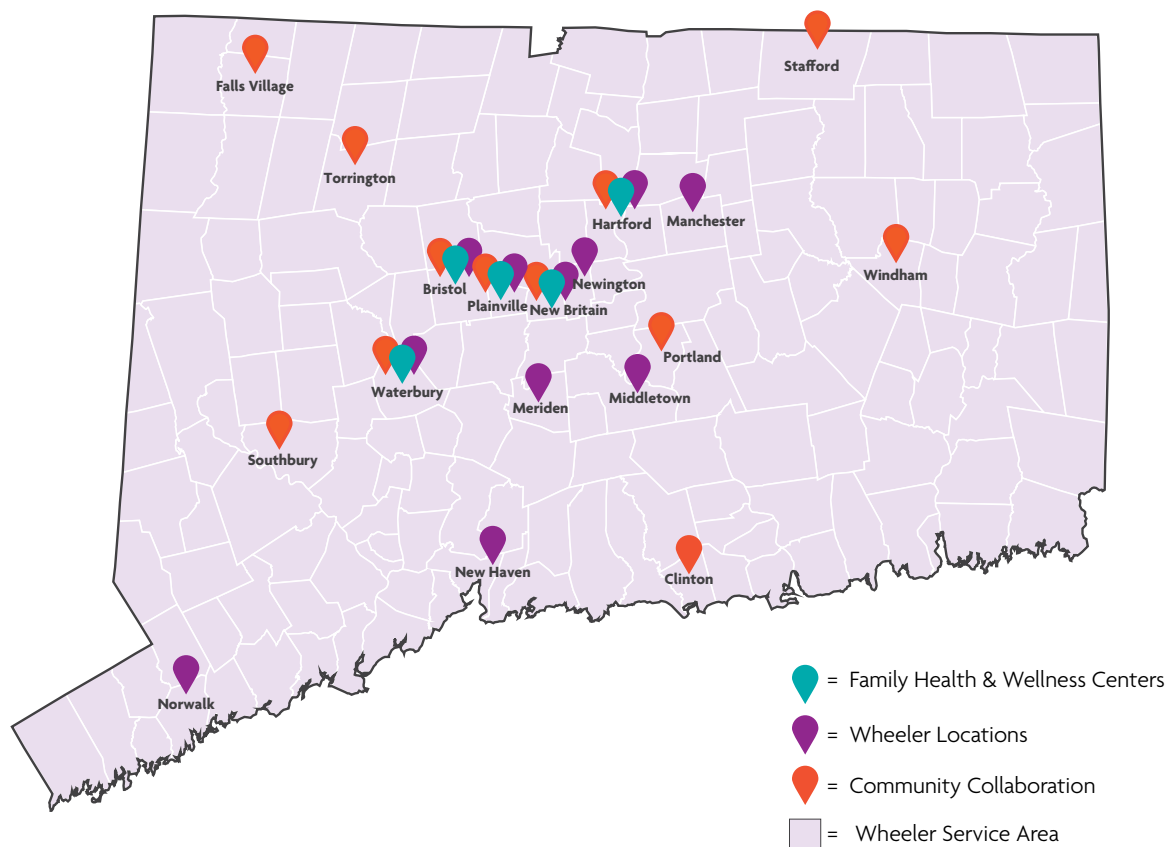 Stafford
Falls Village
Torrington
Hartford
Manchester
Windham
Bristol
Newington
Plainville
New Britain
Portland
Waterbury
Meriden
Middletown
Southbury
New Haven
Clinton
Norwalk
= Family Health & Wellness Centers
= Wheeler Locations
= Community Collaboration
= Wheeler Service Area